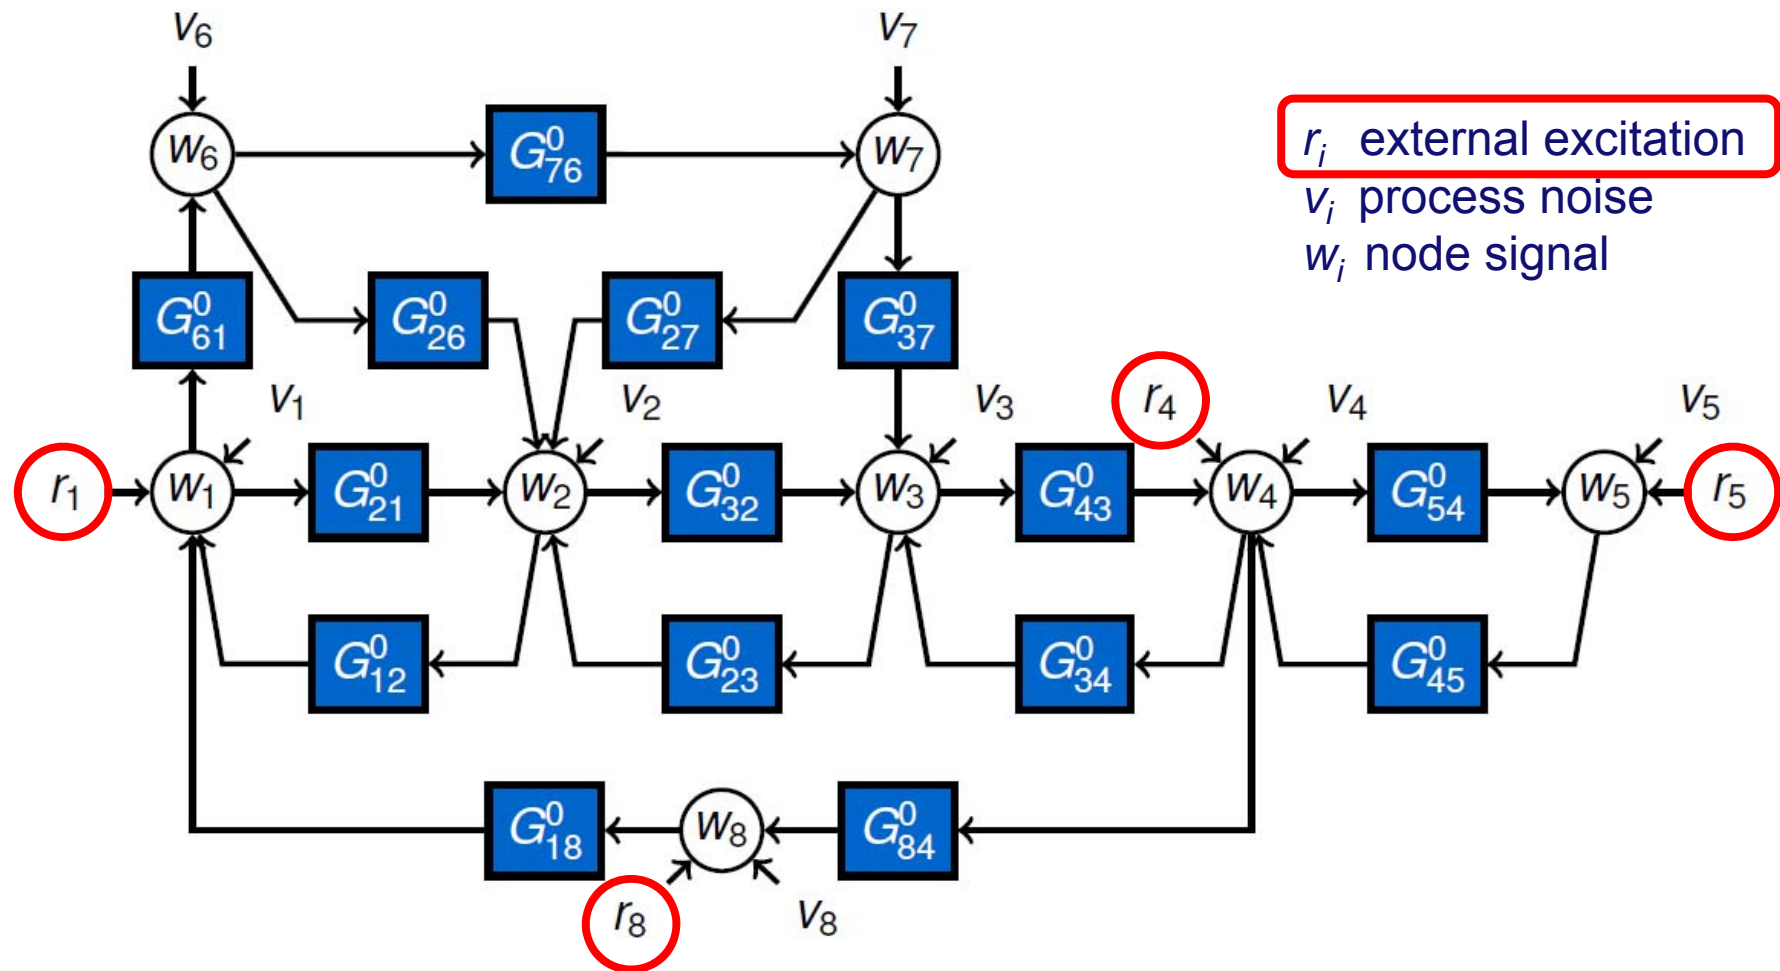 v6 v7
w6 G⁰76 w7
r_i external excitation
v_i process noise
w_i node signal
G⁰61 G⁰26 G⁰27 G⁰37
v1 v2 v3 r4 v4 v5
r1 w1 G⁰21 w2 G⁰32 w3 G⁰43 w4 G⁰54 w5 r5
G⁰12 G⁰23 G⁰34 G⁰45
G⁰18 w8 G⁰84
r8 v8